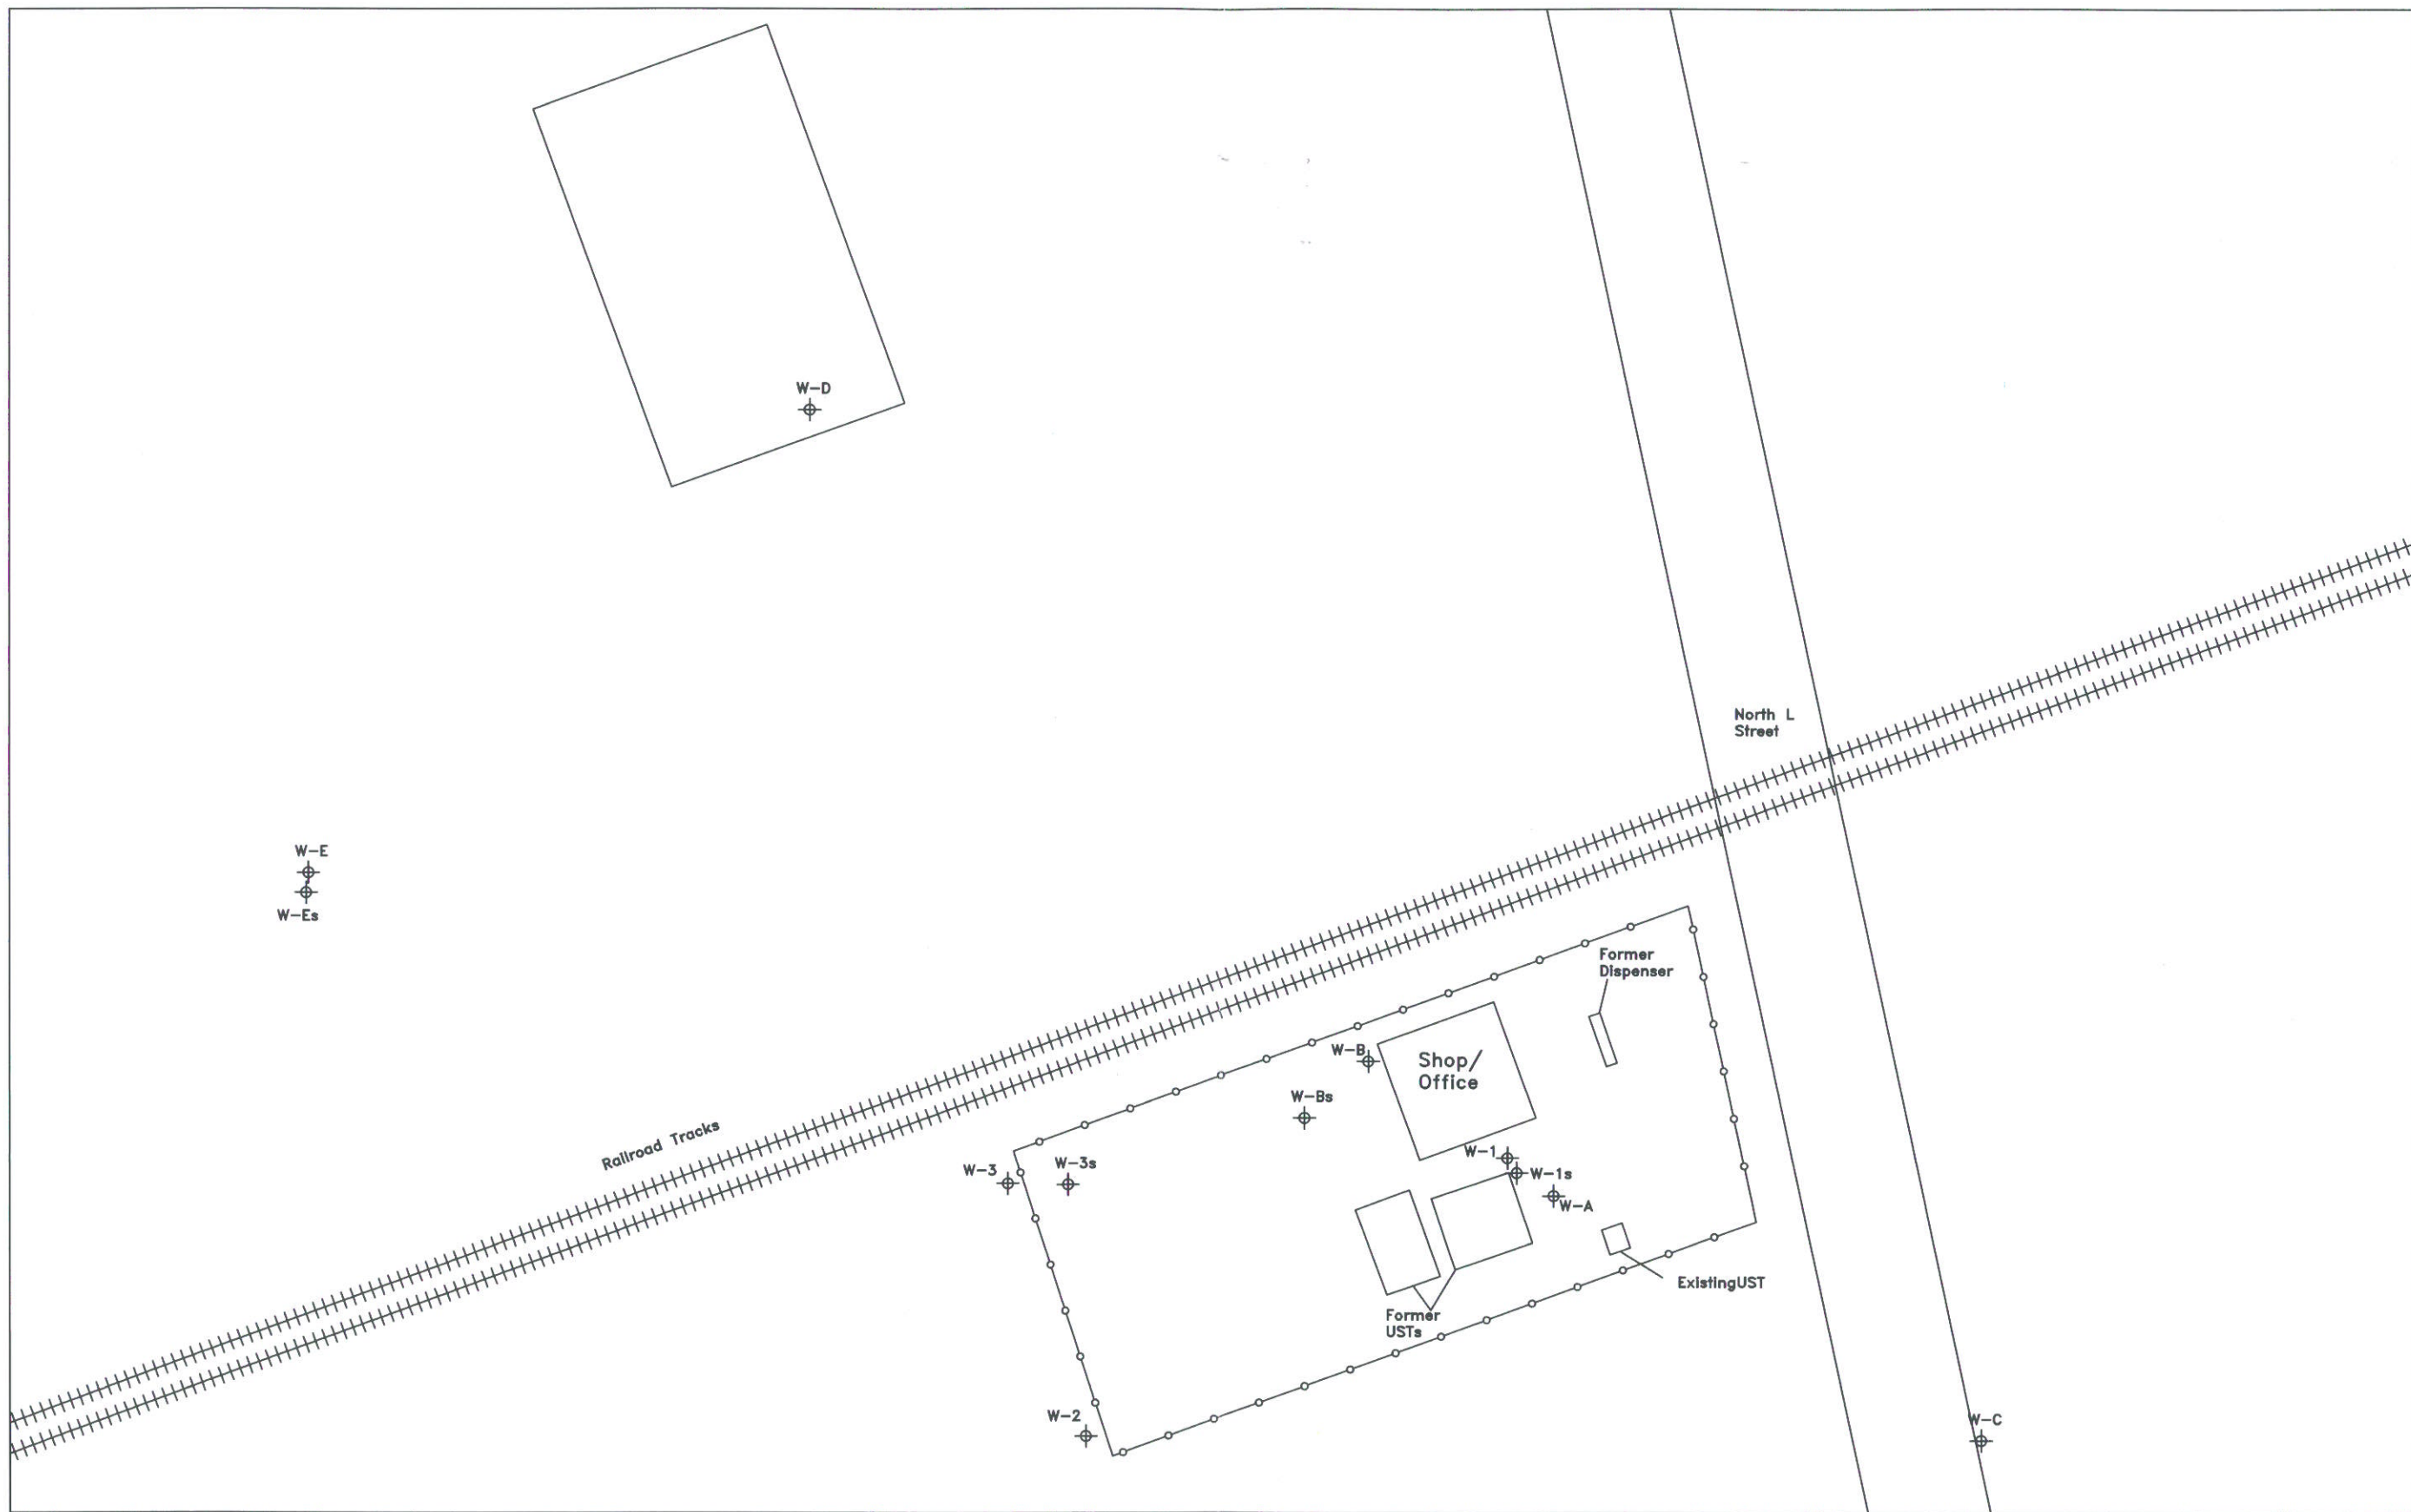 W-D
North L
Street
W-E
W-Es
Former
Dispenser
W-B
Shop/
Office
W-Bs
Railroad Tracks
W-3
W-3s
W-1
W-1s
W-A
ExistingUST
Former
USTs
W-2
W-C